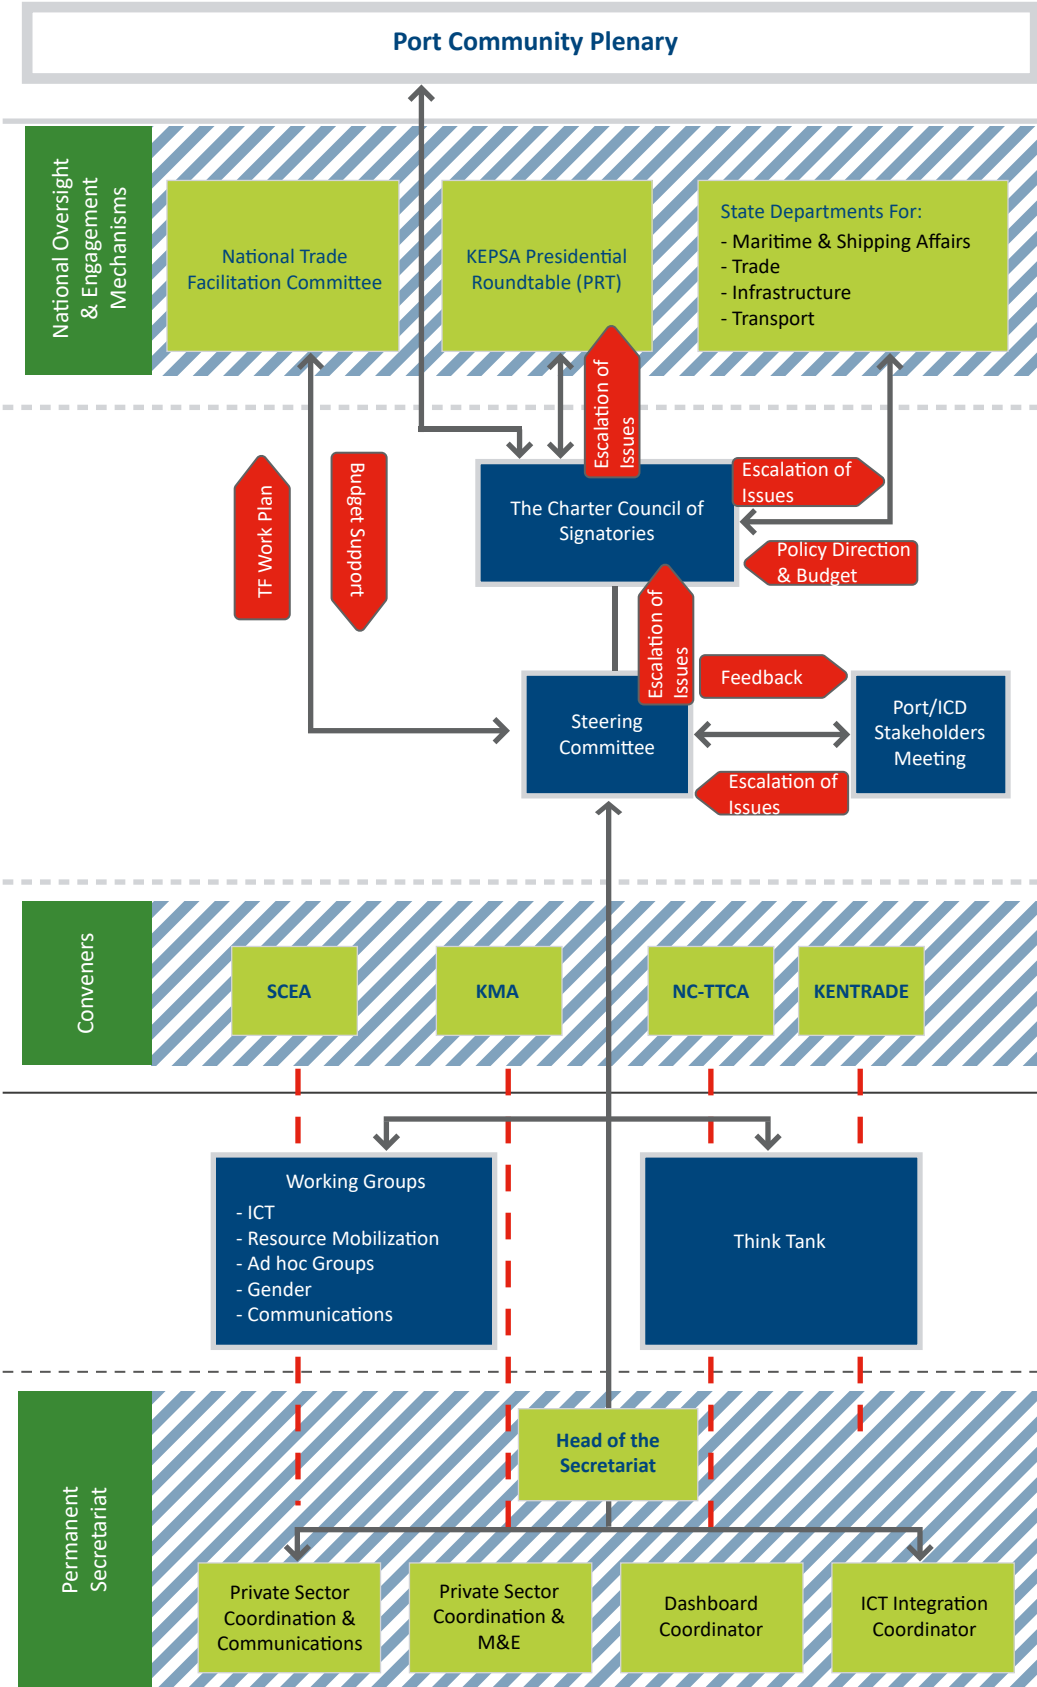 Port Community Plenary
National Oversight
& Engagement
Mechanisms
National Trade
Facilitation Committee
KEPSA Presidential
Roundtable (PRT)
State Departments For:
- Maritime & Shipping Affairs
- Trade
- Infrastructure
- Transport
Escalation of
Issues
TF Work Plan
Budget Support
The Charter Council of
Signatories
Escalation of
Issues
Policy Direction
& Budget
Escalation of
Issues
Feedback
Steering
Committee
Port/ICD
Stakeholders
Meeting
Escalation of
Issues
Conveners
SCEA
KMA
NC-TTCA
KENTRADE
Working Groups
- ICT
- Resource Mobilization
- Ad hoc Groups
- Gender
- Communications
Think Tank
Permanent
Secretariat
Head of the
Secretariat
Private Sector
Coordination &
Communications
Private Sector
Coordination &
M&E
Dashboard
Coordinator
ICT Integration
Coordinator